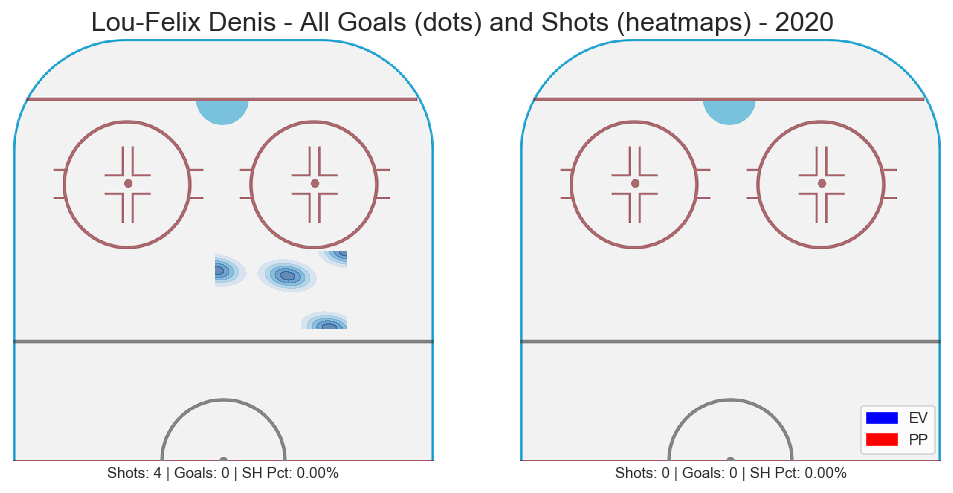 Lou-Felix Denis - All Goals (dots) and Shots (heatmaps) - 2020
EV
PP
Shots: 4 | Goals: 0 | SH Pct: 0.00%
Shots: 0 | Goals: 0 | SH Pct: 0.00%